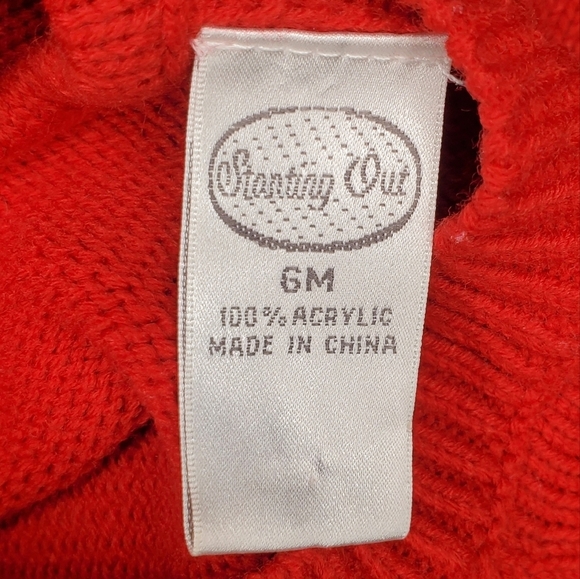 Starting Out
6M
100% ACRYLIC
MADE IN CHINA